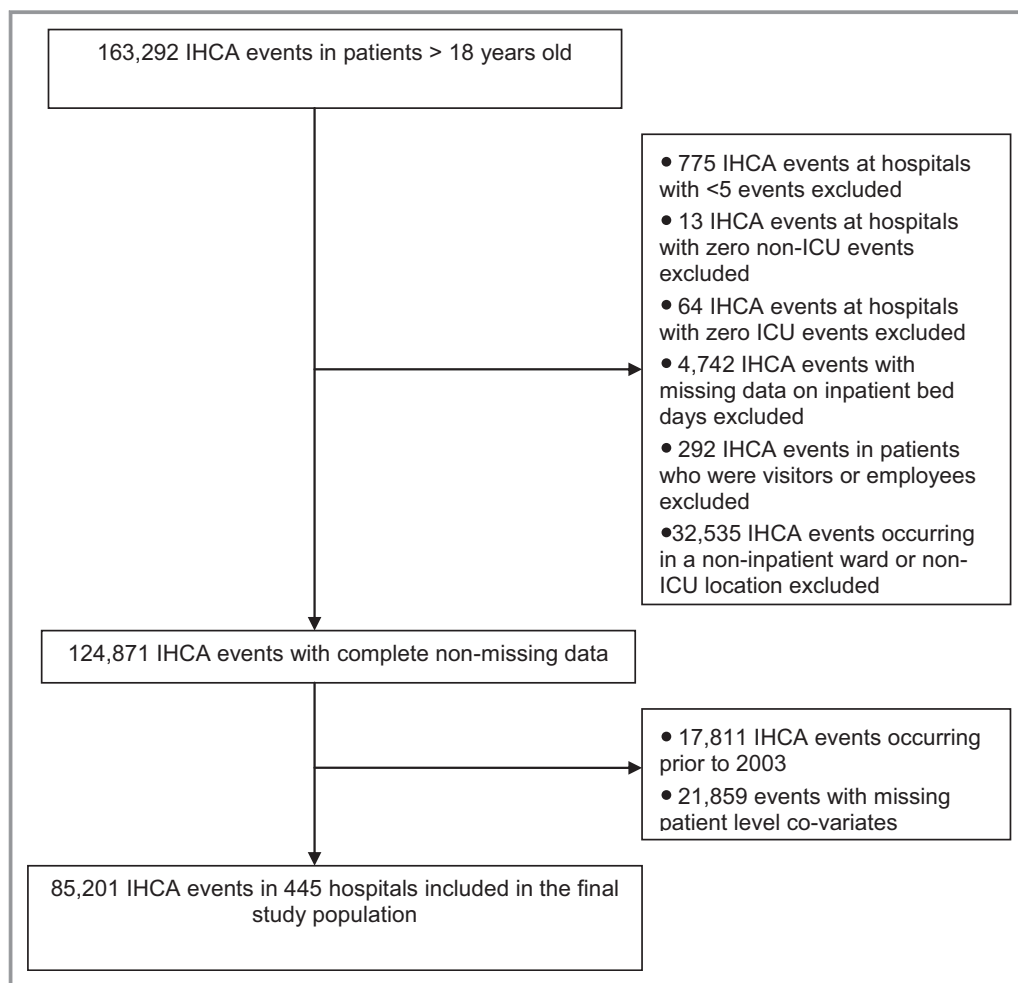 163,292 IHCA events in patients > 18 years old
● 775 IHCA events at hospitals
with <5 events excluded
● 13 IHCA events at hospitals
with zero non-ICU events
excluded
● 64 IHCA events at hospitals
with zero ICU events excluded
● 4,742 IHCA events with
missing data on inpatient bed
days excluded
● 292 IHCA events in patients
who were visitors or employees
excluded
●32,535 IHCA events occurring
in a non-inpatient ward or non-
ICU location excluded
124,871 IHCA events with complete non-missing data
● 17,811 IHCA events occurring
prior to 2003
● 21,859 events with missing
patient level co-variates
85,201 IHCA events in 445 hospitals included in the final
study population